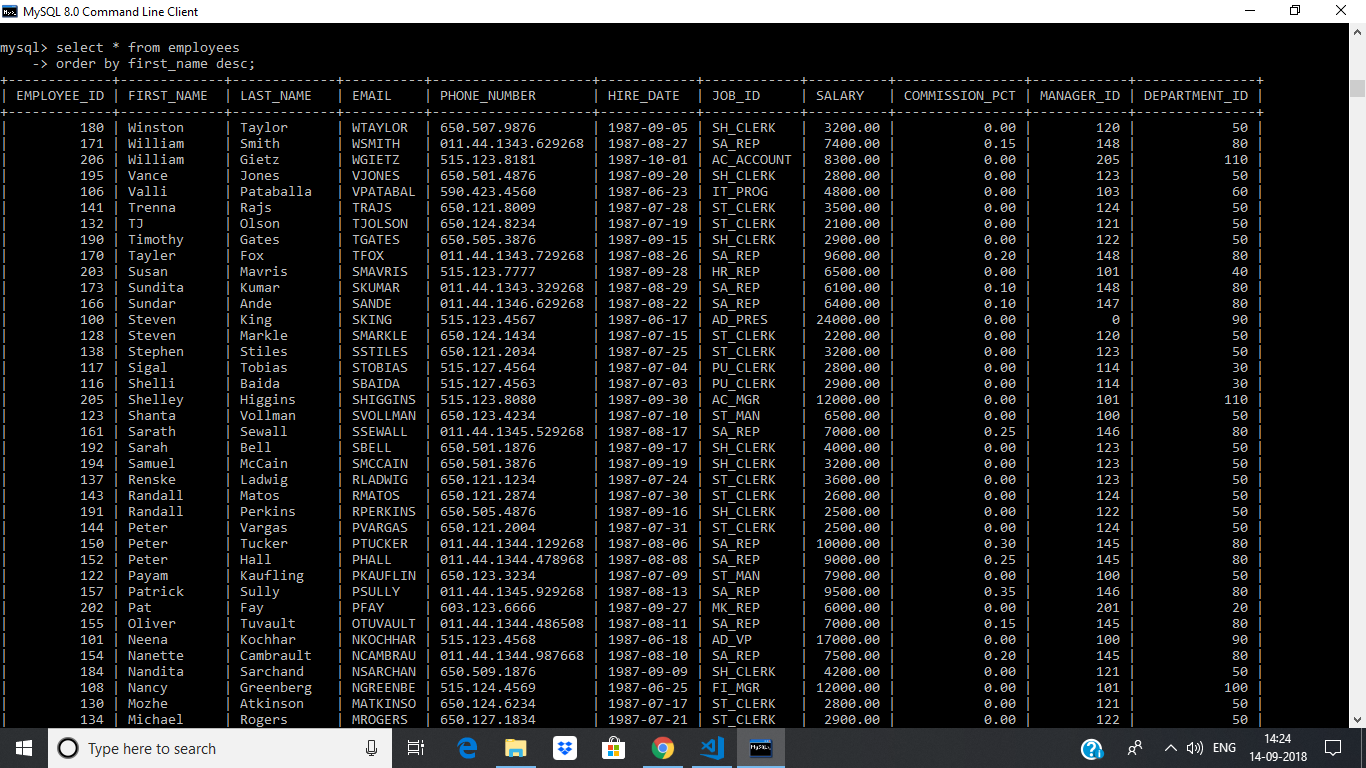 MySQL 8.0 Command Line Client
mysql> select * from employees
-> order by first_name desc;
+-------------+-------------+-------------+----------+--------------------+------------+------------+----------+----------------+------------+---------------+
| EMPLOYEE_ID | FIRST_NAME | LAST_NAME | EMAIL | PHONE_NUMBER | HIRE_DATE | JOB_ID | SALARY | COMMISSION_PCT | MANAGER_ID | DEPARTMENT_ID |
+-------------+-------------+-------------+----------+--------------------+------------+------------+----------+----------------+------------+---------------+
| 180 | Winston | Taylor | WTAYLOR | 650.507.9876 | 1987-09-05 | SH_CLERK | 3200.00 | 0.00 | 120 | 50 |
| 171 | William | Smith | WSMITH | 011.44.1343.629268 | 1987-08-27 | SA_REP | 7400.00 | 0.15 | 148 | 80 |
| 206 | William | Gietz | WGIETZ | 515.123.8181 | 1987-10-01 | AC_ACCOUNT | 8300.00 | 0.00 | 205 | 110 |
| 195 | Vance | Jones | VJONES | 650.501.4876 | 1987-09-20 | SH_CLERK | 2800.00 | 0.00 | 123 | 50 |
| 106 | Valli | Pataballa | VPATABAL | 590.423.4560 | 1987-06-23 | IT_PROG | 4800.00 | 0.00 | 103 | 60 |
| 141 | Trenna | Rajs | TRAJS | 650.121.8009 | 1987-07-28 | ST_CLERK | 3500.00 | 0.00 | 124 | 50 |
| 132 | TJ | Olson | TJOLSON | 650.124.8234 | 1987-07-19 | ST_CLERK | 2100.00 | 0.00 | 121 | 50 |
| 190 | Timothy | Gates | TGATES | 650.505.3876 | 1987-09-15 | SH_CLERK | 2900.00 | 0.00 | 122 | 50 |
| 170 | Tayler | Fox | TFOX | 011.44.1343.729268 | 1987-08-26 | SA_REP | 9600.00 | 0.20 | 148 | 80 |
| 203 | Susan | Mavris | SMAVRIS | 515.123.7777 | 1987-09-28 | HR_REP | 6500.00 | 0.00 | 101 | 40 |
| 173 | Sundita | Kumar | SKUMAR | 011.44.1343.329268 | 1987-08-29 | SA_REP | 6100.00 | 0.10 | 148 | 80 |
| 166 | Sundar | Ande | SANDE | 011.44.1346.629268 | 1987-08-22 | SA_REP | 6400.00 | 0.10 | 147 | 80 |
| 100 | Steven | King | SKING | 515.123.4567 | 1987-06-17 | AD_PRES | 24000.00 | 0.00 | 0 | 90 |
| 128 | Steven | Markle | SMARKLE | 650.124.1434 | 1987-07-15 | ST_CLERK | 2200.00 | 0.00 | 120 | 50 |
| 138 | Stephen | Stiles | SSTILES | 650.121.2034 | 1987-07-25 | ST_CLERK | 3200.00 | 0.00 | 123 | 50 |
| 117 | Sigal | Tobias | STOBIAS | 515.127.4564 | 1987-07-04 | PU_CLERK | 2800.00 | 0.00 | 114 | 30 |
| 116 | Shelli | Baida | SBAIDA | 515.127.4563 | 1987-07-03 | PU_CLERK | 2900.00 | 0.00 | 114 | 30 |
| 205 | Shelley | Higgins | SHIGGINS | 515.123.8080 | 1987-09-30 | AC_MGR | 12000.00 | 0.00 | 101 | 110 |
| 123 | Shanta | Vollman | SVOLLMAN | 650.123.4234 | 1987-07-10 | ST_MAN | 6500.00 | 0.00 | 100 | 50 |
| 161 | Sarath | Sewall | SSEWALL | 011.44.1345.529268 | 1987-08-17 | SA_REP | 7000.00 | 0.25 | 146 | 80 |
| 192 | Sarah | Bell | SBELL | 650.501.1876 | 1987-09-17 | SH_CLERK | 4000.00 | 0.00 | 123 | 50 |
| 194 | Samuel | McCain | SMCCAIN | 650.501.3876 | 1987-09-19 | SH_CLERK | 3200.00 | 0.00 | 123 | 50 |
| 137 | Renske | Ladwig | RLADWIG | 650.121.1234 | 1987-07-24 | ST_CLERK | 3600.00 | 0.00 | 123 | 50 |
| 143 | Randall | Matos | RMATOS | 650.121.2874 | 1987-07-30 | ST_CLERK | 2600.00 | 0.00 | 124 | 50 |
| 191 | Randall | Perkins | RPERKINS | 650.505.4876 | 1987-09-16 | SH_CLERK | 2500.00 | 0.00 | 122 | 50 |
| 144 | Peter | Vargas | PVARGAS | 650.121.2004 | 1987-07-31 | ST_CLERK | 2500.00 | 0.00 | 124 | 50 |
| 150 | Peter | Tucker | PTUCKER | 011.44.1344.129268 | 1987-08-06 | SA_REP | 10000.00 | 0.30 | 145 | 80 |
| 152 | Peter | Hall | PHALL | 011.44.1344.478968 | 1987-08-08 | SA_REP | 9000.00 | 0.25 | 145 | 80 |
| 122 | Payam | Kaufling | PKAUFLIN | 650.123.3234 | 1987-07-09 | ST_MAN | 7900.00 | 0.00 | 100 | 50 |
| 157 | Patrick | Sully | PSULLY | 011.44.1345.929268 | 1987-08-13 | SA_REP | 9500.00 | 0.35 | 146 | 80 |
| 202 | Pat | Fay | PFAY | 603.123.6666 | 1987-09-27 | MK_REP | 6000.00 | 0.00 | 201 | 20 |
| 155 | Oliver | Tuvault | OTUVAULT | 011.44.1344.486508 | 1987-08-11 | SA_REP | 7000.00 | 0.15 | 145 | 80 |
| 101 | Neena | Kochhar | NKOCHHAR | 515.123.4568 | 1987-06-18 | AD_VP | 17000.00 | 0.00 | 100 | 90 |
| 154 | Nanette | Cambrault | NCAMBRAU | 011.44.1344.987668 | 1987-08-10 | SA_REP | 7500.00 | 0.20 | 145 | 80 |
| 184 | Nandita | Sarchand | NSARCHAN | 650.509.1876 | 1987-09-09 | SH_CLERK | 4200.00 | 0.00 | 121 | 50 |
| 108 | Nancy | Greenberg | NGREENBE | 515.124.4569 | 1987-06-25 | FI_MGR | 12000.00 | 0.00 | 101 | 100 |
| 130 | Mozhe | Atkinson | MATKINSO | 650.124.6234 | 1987-07-17 | ST_CLERK | 2800.00 | 0.00 | 121 | 50 |
| 134 | Michael | Rogers | MROGERS | 650.127.1834 | 1987-07-21 | ST_CLERK | 2900.00 | 0.00 | 122 | 50 |
Type here to search
ENG
14:24
14-09-2018